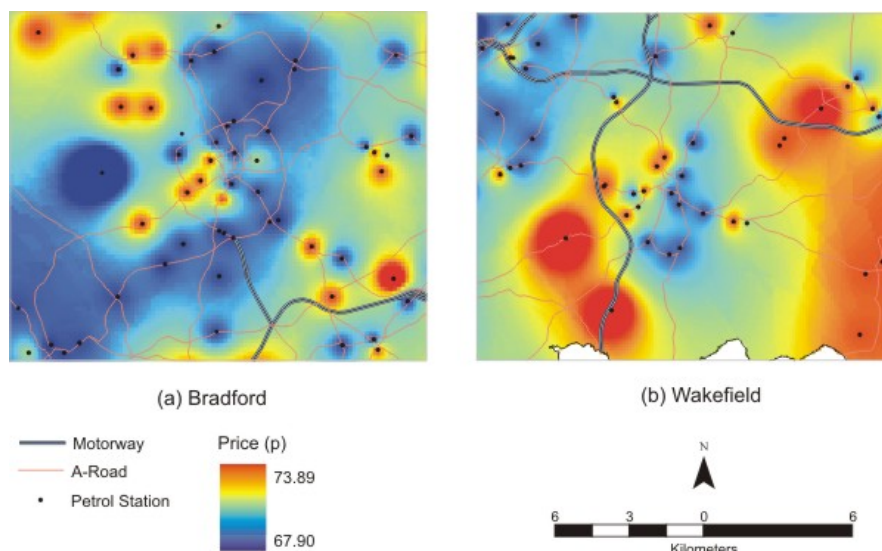 (a) Bradford
(b) Wakefield
Motorway
A-Road
Petrol Station
Price (p)
73.89
67.90
N
6 3 0 6
Kilometers